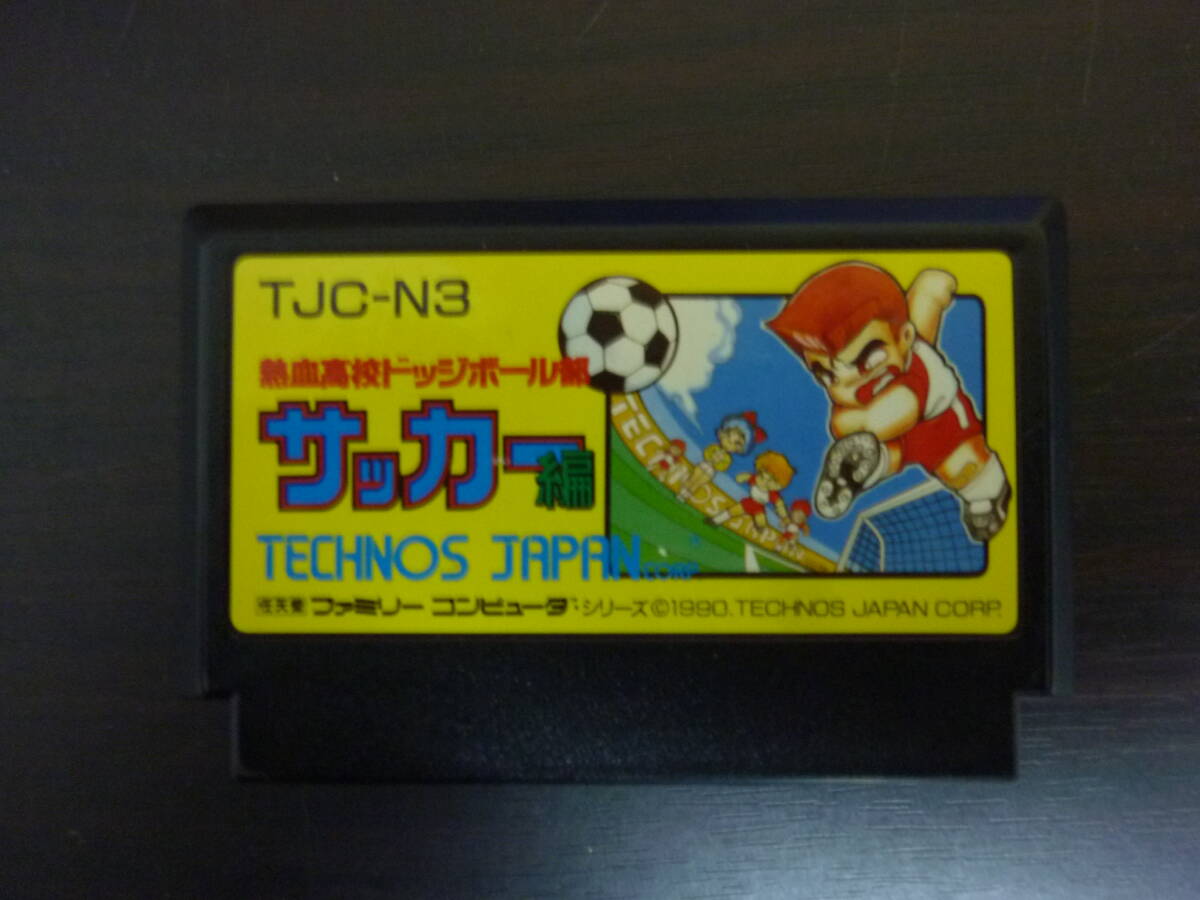 TJC-N3
熱血高校ドッジボール部
サッカー編
TECHNOS JAPAN CORP.
任天堂 ファミリー コンピュータ・シリーズ©1990. TECHNOS JAPAN CORP.
TECHNOS JAPAN